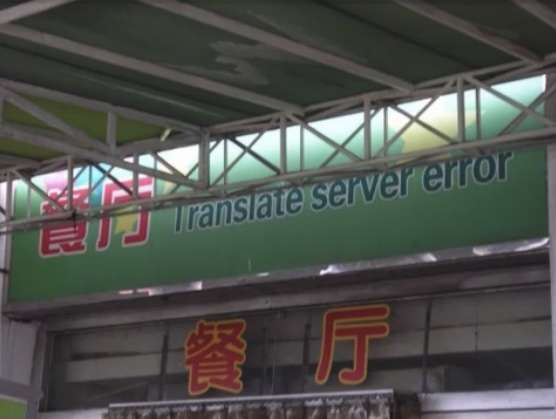 餐厅 Translate server error
餐厅